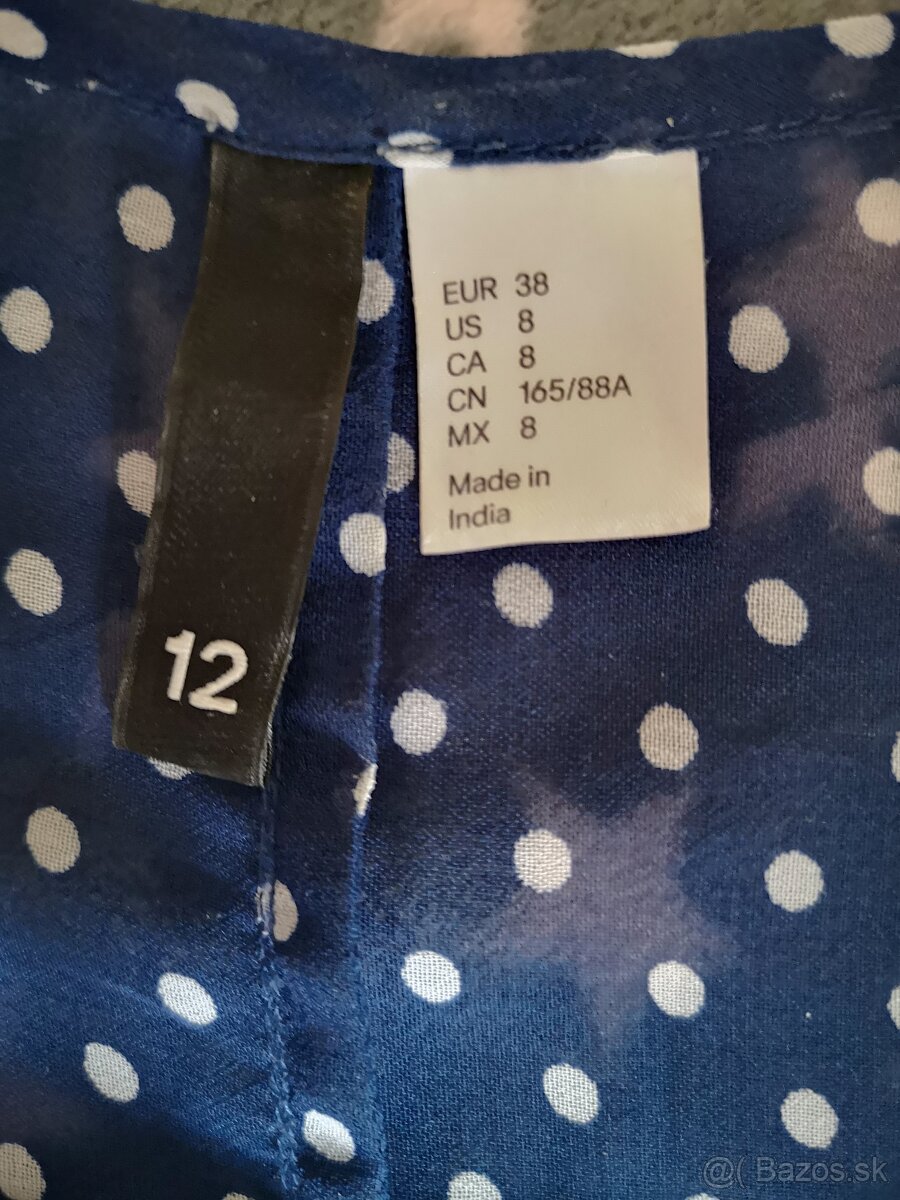 12
EUR 38
US 8
CA 8
CN 165/88A
MX 8
Made in
India
@( Bazos.sk